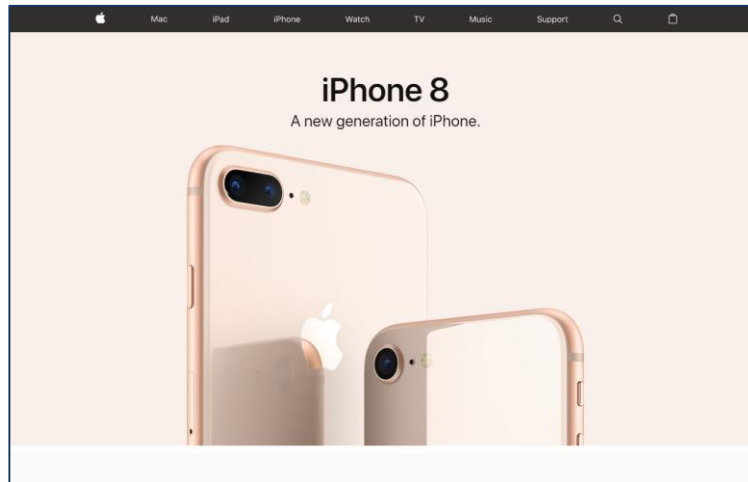 Mac iPad iPhone Watch TV Music Support
iPhone 8
A new generation of iPhone.